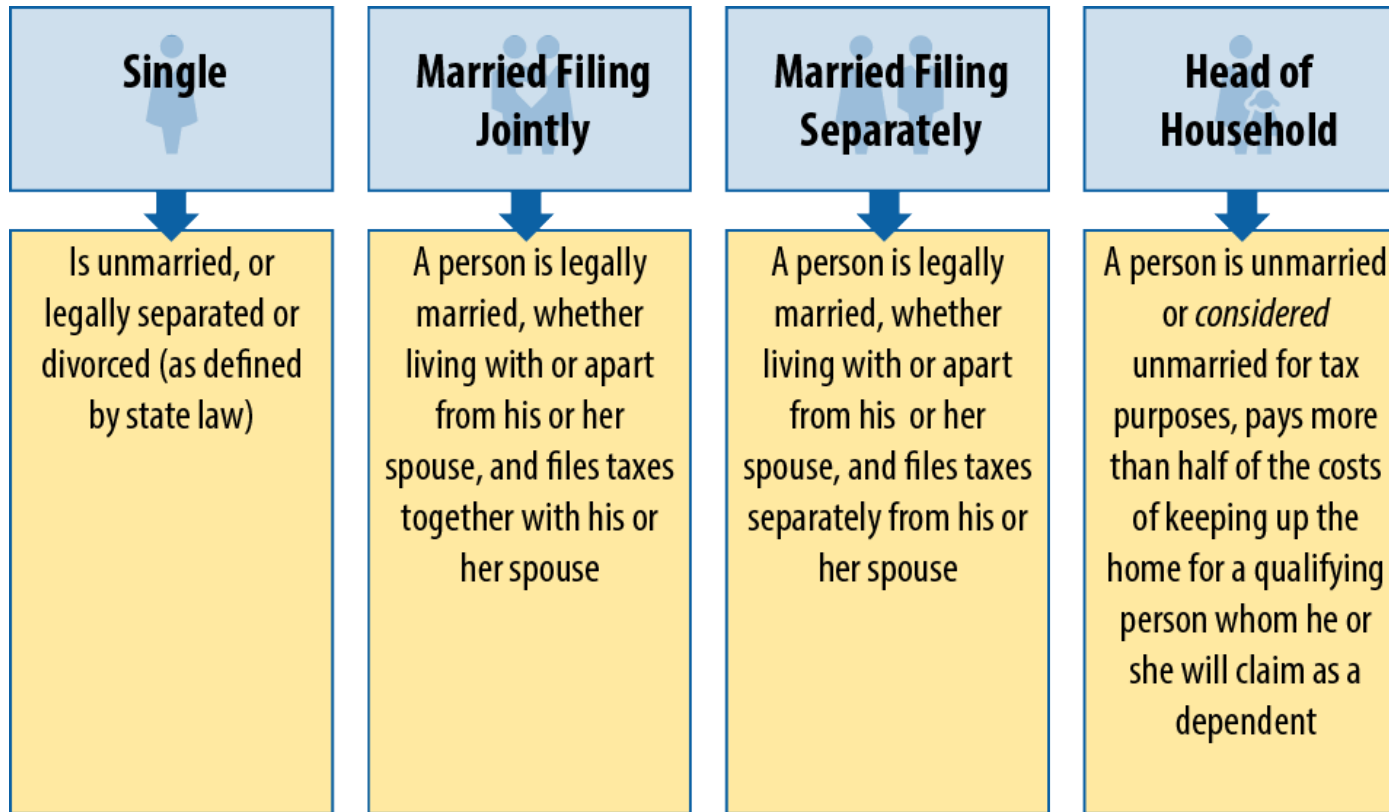 Single
Is unmarried, or
legally separated or
divorced (as defined
by state law)
Married Filing
Jointly
A person is legally
married, whether
living with or apart
from his or her
spouse, and files taxes
together with his or
her spouse
Married Filing
Separately
A person is legally
married, whether
living with or apart
from his or her
spouse, and files taxes
separately from his or
her spouse
Head of
Household
A person is unmarried
or considered
unmarried for tax
purposes, pays more
than half of the costs
of keeping up the
home for a qualifying
person whom he or
she will claim as a
dependent